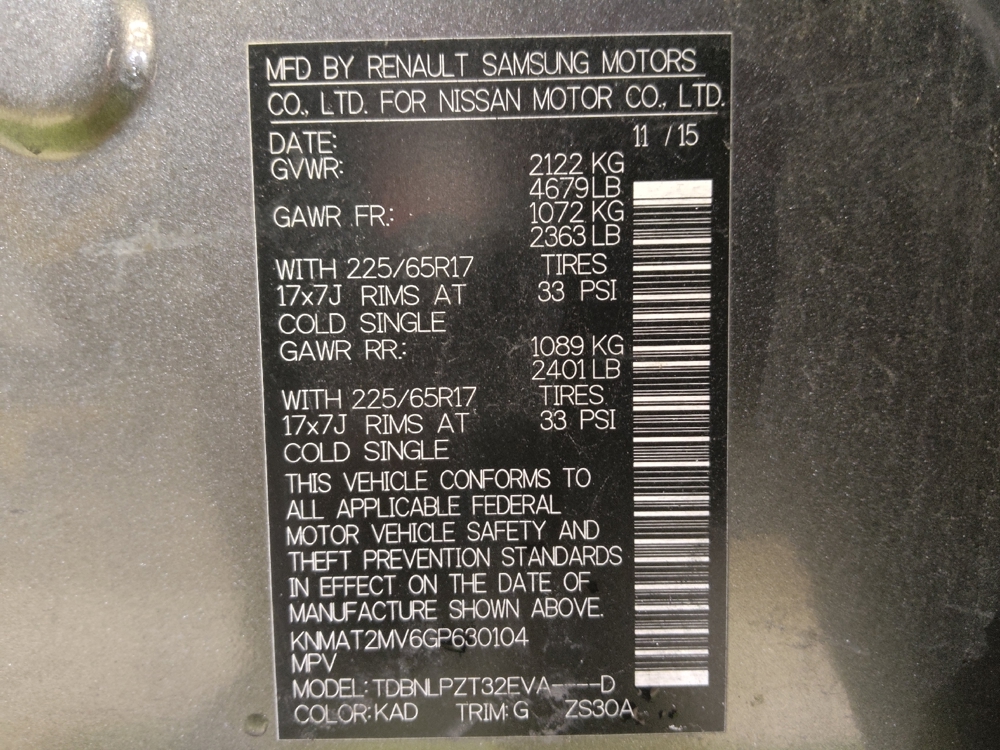 MFD BY RENAULT SAMSUNG MOTORS
CO., LTD. FOR NISSAN MOTOR CO., LTD.
DATE: 11 / 15
GVWR: 2122 KG
4679 LB
GAWR FR.: 1072 KG
2363 LB
WITH 225/65R17 TIRES
17x7J RIMS AT 33 PSI
COLD SINGLE
GAWR RR.: 1089 KG
2401 LB
WITH 225/65R17 TIRES
17x7J RIMS AT 33 PSI
COLD SINGLE
THIS VEHICLE CONFORMS TO
ALL APPLICABLE FEDERAL
MOTOR VEHICLE SAFETY AND
THEFT PREVENTION STANDARDS
IN EFFECT ON THE DATE OF
MANUFACTURE SHOWN ABOVE.
KNMAT2MV6GP630104
MPV
MODEL: TDBNLPZT32EVA----D
COLOR: KAD TRIM: G ZS30A